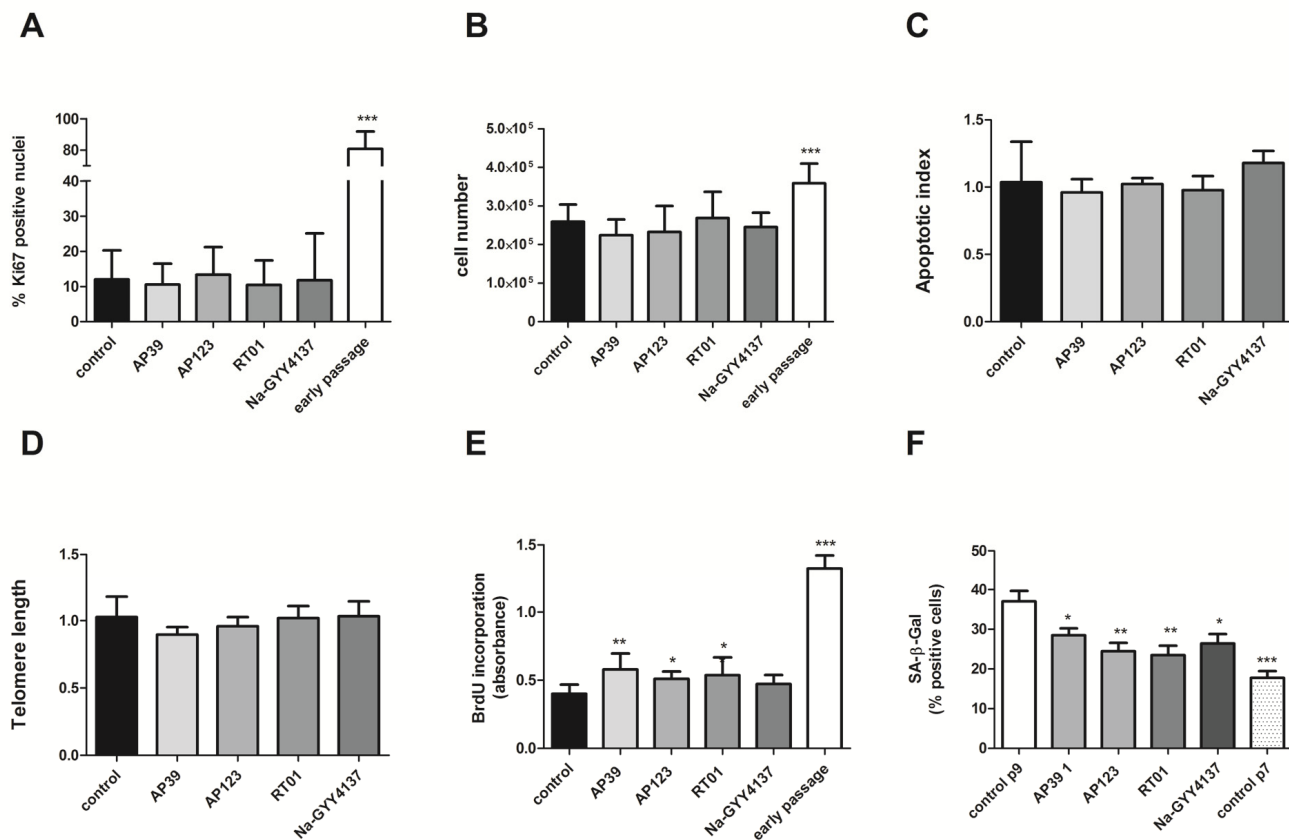 A
% Ki67 positive nuclei
100
80
40
30
20
10
0
***
control
AP39
AP123
RT01
Na-GYY4137
early passage
B
cell number
5.0×10⁵
4.0×10⁵
3.0×10⁵
2.0×10⁵
1.0×10⁵
0.0
***
control
AP39
AP123
RT01
Na-GYY4137
early passage
C
Apoptotic index
1.5
1.0
0.5
0.0
control
AP39
AP123
RT01
Na-GYY4137
D
Telomere length
1.5
1.0
0.5
0.0
control
AP39
AP123
RT01
Na-GYY4137
E
BrdU incorporation
(absorbance)
1.5
1.0
0.5
0.0
**
*
*
***
control
AP39
AP123
RT01
Na-GYY4137
early passage
F
SA-β-Gal
(% positive cells)
50
40
30
20
10
0
*
**
**
*
***
control p9
AP39 1
AP123
RT01
Na-GYY4137
control p7